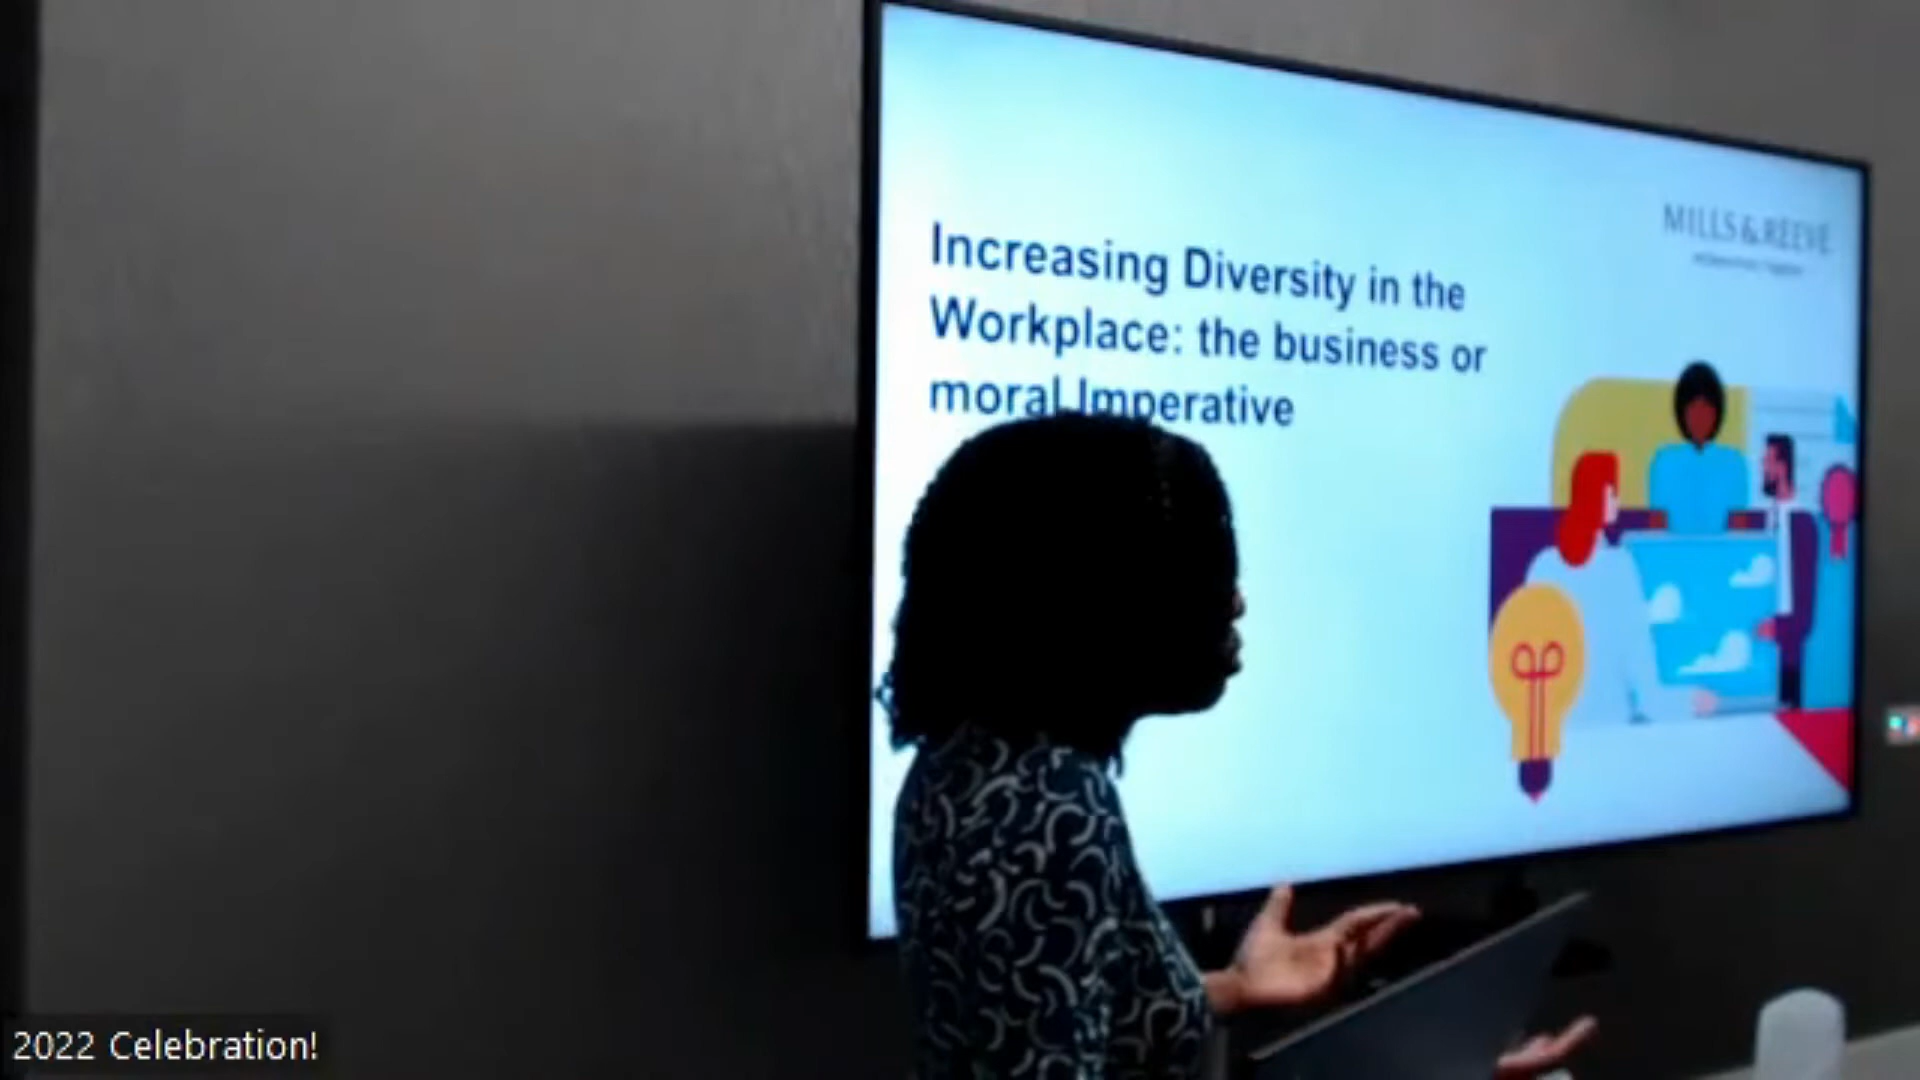 MILLS & REEVE
Increasing Diversity in the
Workplace: the business or
moral Imperative
2022 Celebration!